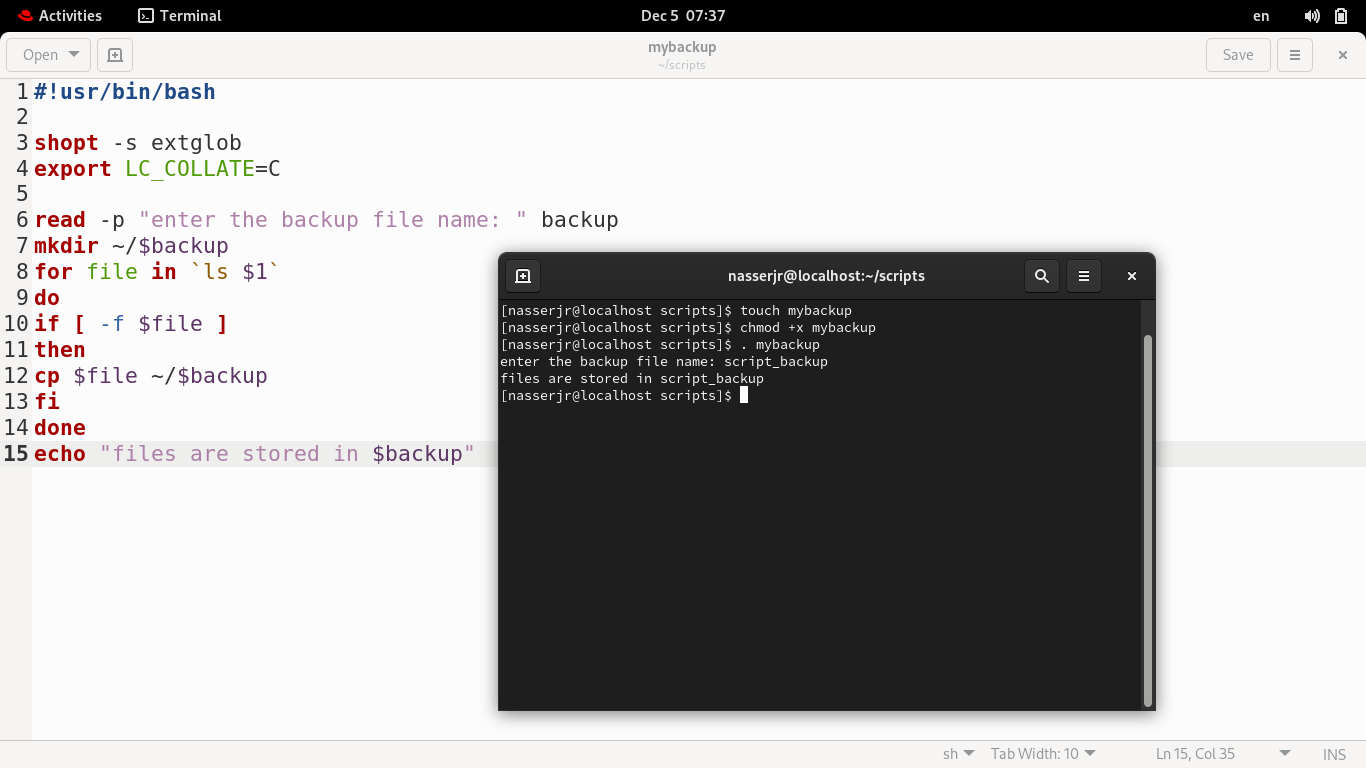 Activities Terminal Dec 5 07:37 en
Open mybackup Save
~/scripts
1 #!usr/bin/bash
2
3 shopt -s extglob
4 export LC_COLLATE=C
5
6 read -p "enter the backup file name: " backup
7 mkdir ~/$backup
8 for file in `ls $1`
9 do
10 if [ -f $file ]
11 then
12 cp $file ~/$backup
13 fi
14 done
15 echo "files are stored in $backup"
nasserjr@localhost:~/scripts
[nasserjr@localhost scripts]$ touch mybackup
[nasserjr@localhost scripts]$ chmod +x mybackup
[nasserjr@localhost scripts]$ . mybackup
enter the backup file name: script_backup
files are stored in script_backup
[nasserjr@localhost scripts]$
sh Tab Width: 10 Ln 15, Col 35 INS